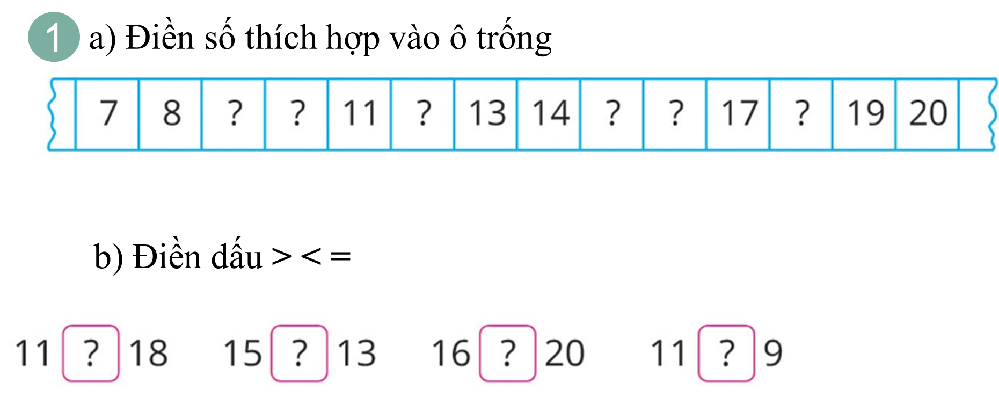 1 a) Điền số thích hợp vào ô trống
7 8 ? ? 11 ? 13 14 ? ? 17 ? 19 20
b) Điền dấu > < =
11 ? 18 15 ? 13 16 ? 20 11 ? 9